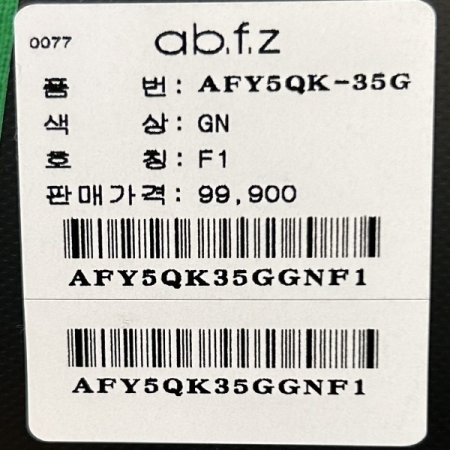 0077 ab.f.z
품 번: AFY5QK-35G
색 상: GN
호 칭: F1
판매가격: 99,900
AFY5QK35GGNF1
AFY5QK35GGNF1